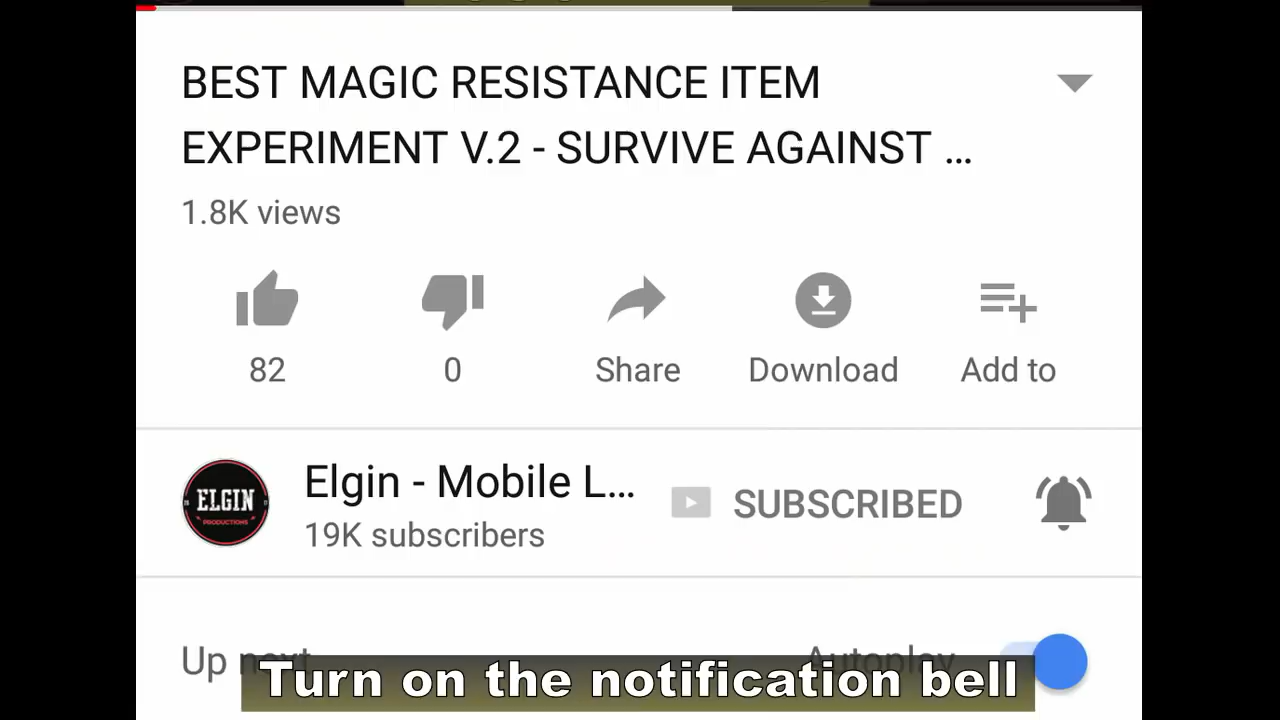 BEST MAGIC RESISTANCE ITEM
EXPERIMENT V.2 - SURVIVE AGAINST ...
1.8K views
82
0
Share
Download
Add to
ELGIN
PRODUCTIONS
Elgin - Mobile L...
19K subscribers
SUBSCRIBED
Up next
Autoplay
Turn on the notification bell